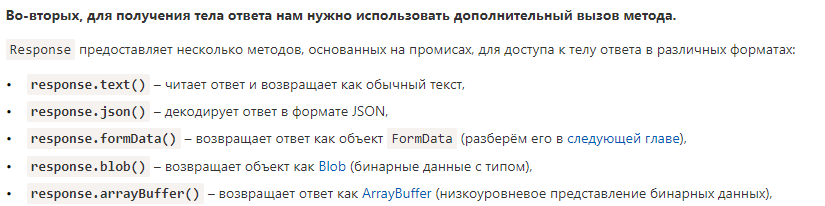 Во-вторых, для получения тела ответа нам нужно использовать дополнительный вызов метода.
Response предоставляет несколько методов, основанных на промисах, для доступа к телу ответа в различных форматах:
• response.text() – читает ответ и возвращает как обычный текст,
• response.json() – декодирует ответ в формате JSON,
• response.formData() – возвращает ответ как объект FormData (разберём его в следующей главе),
• response.blob() – возвращает объект как Blob (бинарные данные с типом),
• response.arrayBuffer() – возвращает ответ как ArrayBuffer (низкоуровневое представление бинарных данных),